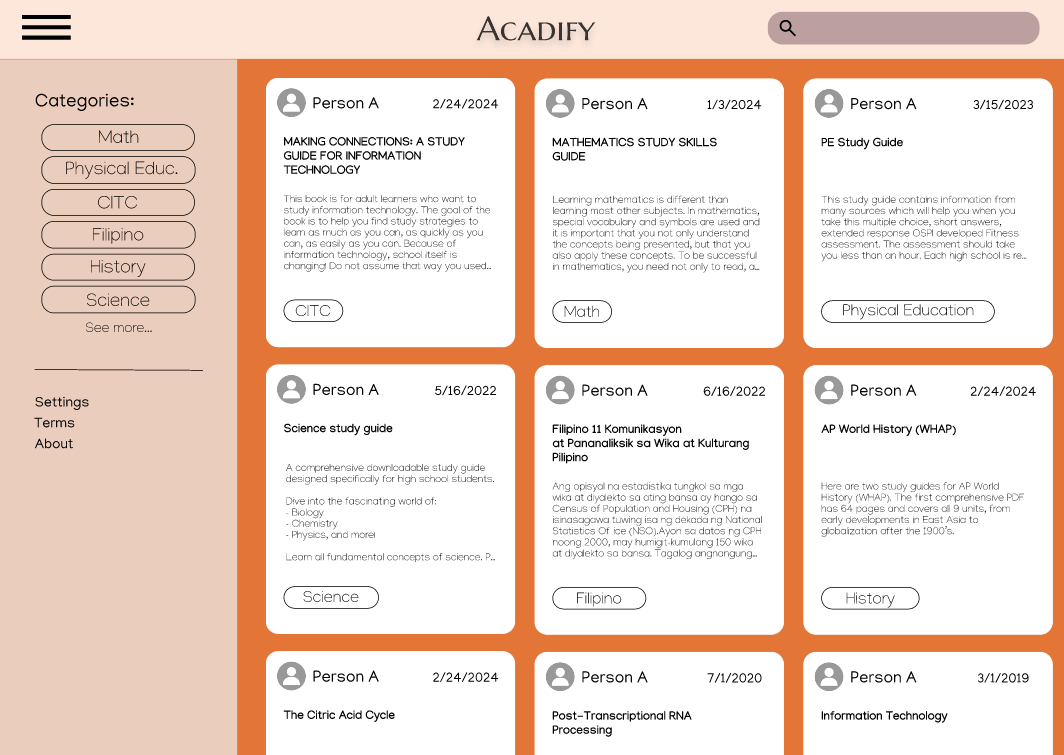 ACADIFY
Categories:
Math
Physical Educ.
CITC
Filipino
History
Science
See more...
Settings
Terms
About
Person A
2/24/2024
MAKING CONNECTIONS: A STUDY
GUIDE FOR INFORMATION
TECHNOLOGY
This book is for adult learners who want to
study information technology. The goal of the
book is to help you find study strategies to
learn as much as you can, as quickly as you
can, as easily as you can. Because of
information technology, school itself is
changing! Do not assume that way you used...
CITC
Person A
1/3/2024
MATHEMATICS STUDY SKILLS
GUIDE
Learning mathematics is different than
learning most other subjects. In mathematics,
special vocabulary and symbols are used and
it is important that you not only understand
the concepts being presented, but that you
also apply these concepts. To be successful
in mathematics, you need not only to read, a...
Math
Person A
3/15/2023
PE Study Guide
This study guide contains information from
many sources which will help you when you
take this multiple choice, short answers,
extended response OSPI developed Fitness
assessment. The assessment should take
you less than an hour. Each high school is re...
Physical Education
Person A
5/16/2022
Science study guide
A comprehensive downloadable study guide
designed specifically for high school students.
Dive into the fascinating world of:
- Biology
- Chemistry
- Physics, and more!
Learn all fundamental concepts of science. P...
Science
Person A
6/16/2022
Filipino 11 Komunikasyon
at Pananaliksik sa Wika at Kulturang
Pilipino
Ang opisyal na estadistika tungkol sa mga
wika at diyalekto sa ating bansa ay hango sa
Census of Population and Housing (CPH) na
isinasagawa tuwing isa ng dekada ng National
Statistics Of ice (NSO).Ayon sa datos ng CPH
noong 2000, may humigit-kumulang 150 wika
at diyalekto sa bansa. Tagalog angnangung...
Filipino
Person A
2/24/2024
AP World History (WHAP)
Here are two study guides for AP World
History (WHAP). The first comprehensive PDF
has 64 pages and covers all 9 units, from
early developments in East Asia to
globalization after the 1900's.
History
Person A
2/24/2024
The Citric Acid Cycle
Person A
7/1/2020
Post-Transcriptional RNA
Processing
Person A
3/1/2019
Information Technology